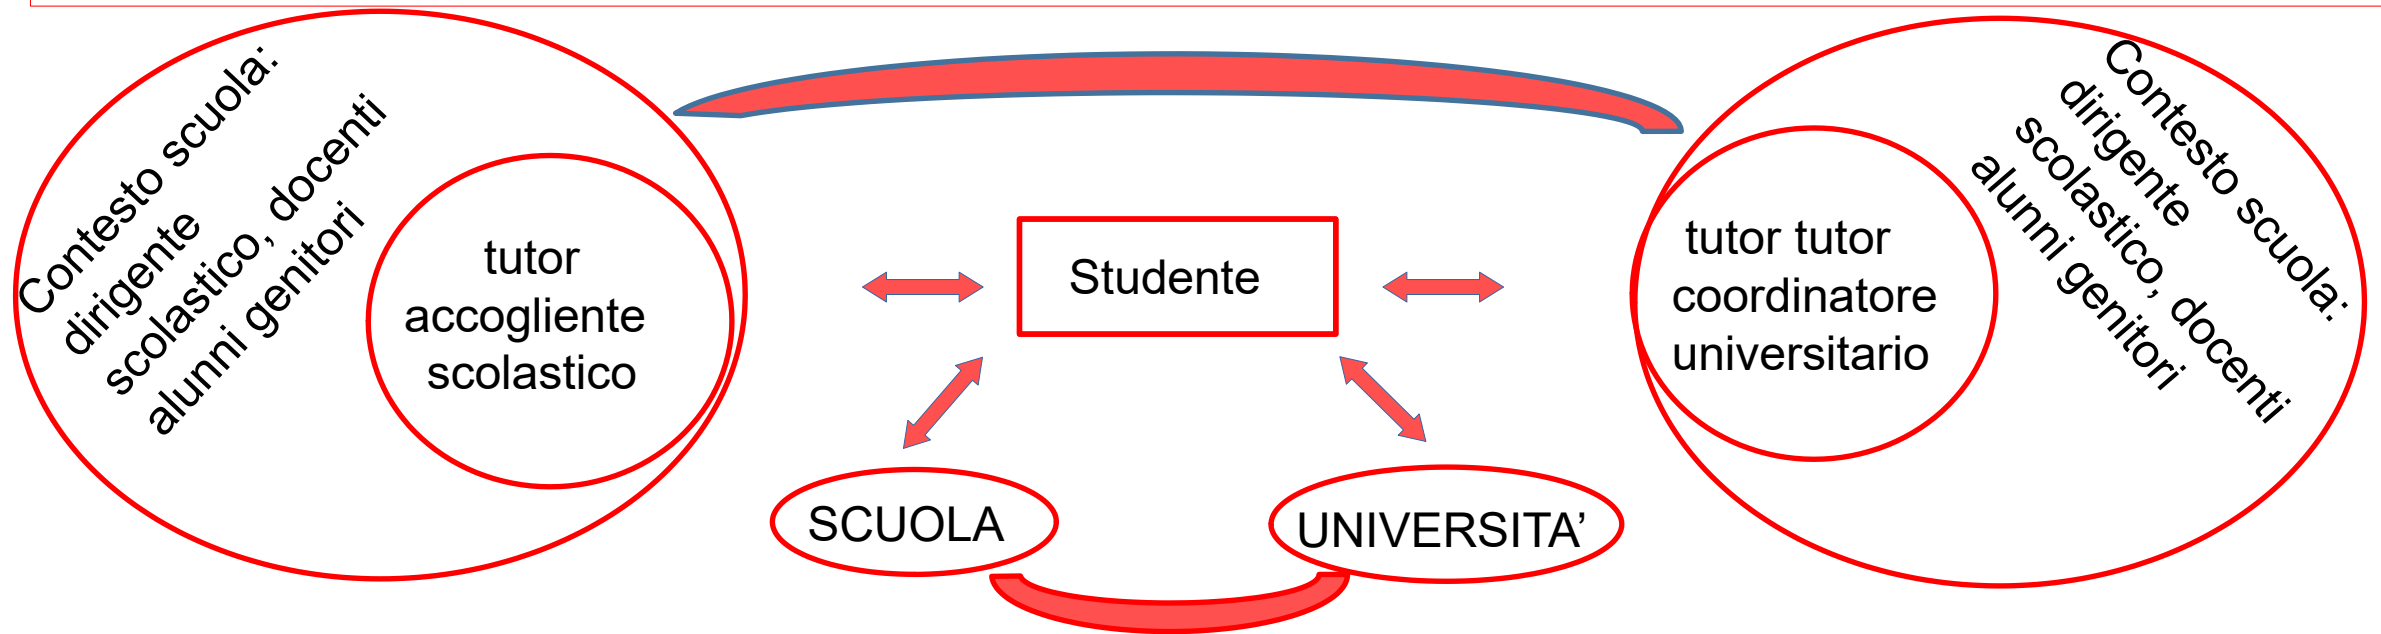 Contesto scuola:
dirigente
scolastico, docenti
alunni genitori
tutor
accogliente
scolastico
Studente
SCUOLA
UNIVERSITA’
tutor tutor
coordinatore
universitario
Contesto scuola:
dirigente
scolastico, docenti
alunni genitori